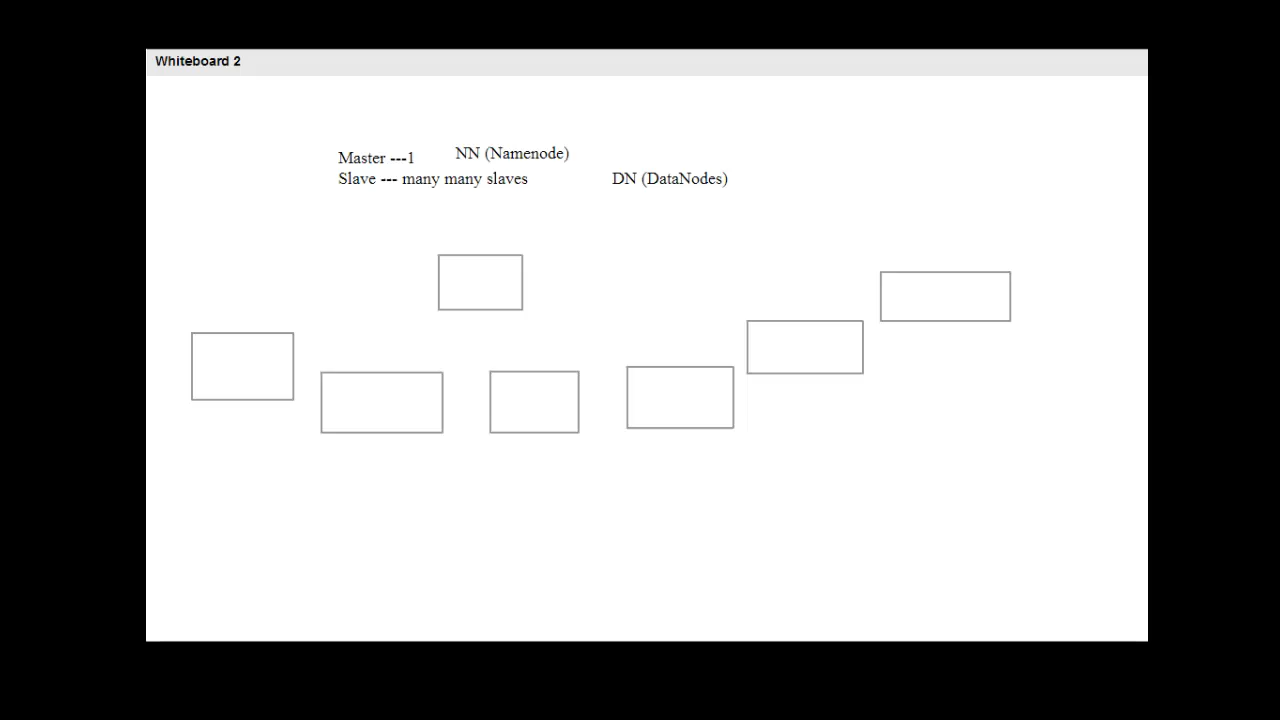 Whiteboard 2
Master ---1 NN (Namenode)
Slave --- many many slaves DN (DataNodes)